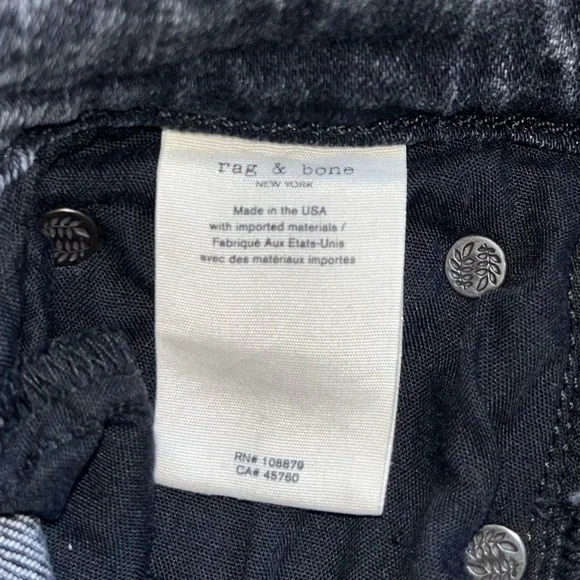 rag & bone
NEW YORK
Made in the USA
with imported materials /
Fabriqué Aux Etats-Unis
avec des matériaux importes
RN# 108879
CA# 45760